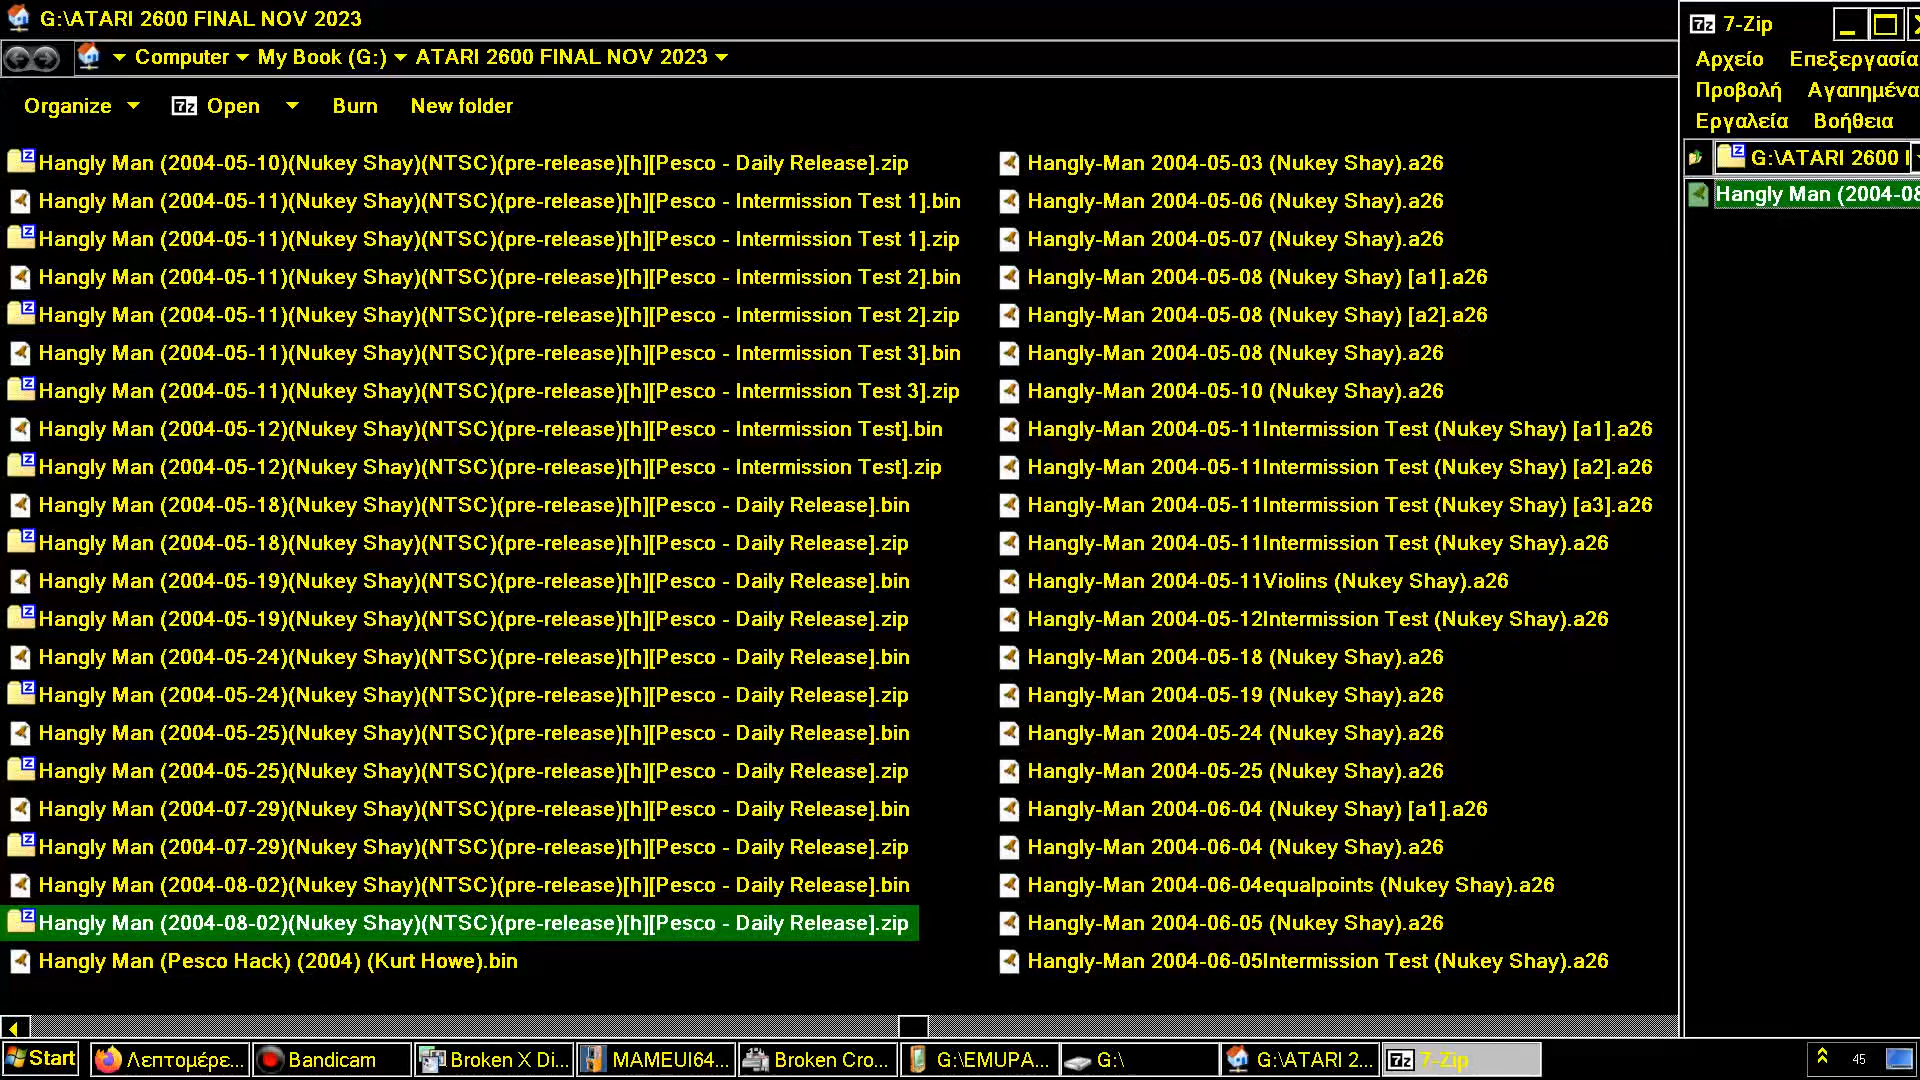 G:\ATARI 2600 FINAL NOV 2023
Computer My Book (G:) ATARI 2600 FINAL NOV 2023
Organize Open Burn New folder
Hangly Man (2004-05-10)(Nukey Shay)(NTSC)(pre-release)[h][Pesco - Daily Release].zip
Hangly Man (2004-05-11)(Nukey Shay)(NTSC)(pre-release)[h][Pesco - Intermission Test 1].bin
Hangly Man (2004-05-11)(Nukey Shay)(NTSC)(pre-release)[h][Pesco - Intermission Test 1].zip
Hangly Man (2004-05-11)(Nukey Shay)(NTSC)(pre-release)[h][Pesco - Intermission Test 2].bin
Hangly Man (2004-05-11)(Nukey Shay)(NTSC)(pre-release)[h][Pesco - Intermission Test 2].zip
Hangly Man (2004-05-11)(Nukey Shay)(NTSC)(pre-release)[h][Pesco - Intermission Test 3].bin
Hangly Man (2004-05-11)(Nukey Shay)(NTSC)(pre-release)[h][Pesco - Intermission Test 3].zip
Hangly Man (2004-05-12)(Nukey Shay)(NTSC)(pre-release)[h][Pesco - Intermission Test].bin
Hangly Man (2004-05-12)(Nukey Shay)(NTSC)(pre-release)[h][Pesco - Intermission Test].zip
Hangly Man (2004-05-18)(Nukey Shay)(NTSC)(pre-release)[h][Pesco - Daily Release].bin
Hangly Man (2004-05-18)(Nukey Shay)(NTSC)(pre-release)[h][Pesco - Daily Release].zip
Hangly Man (2004-05-19)(Nukey Shay)(NTSC)(pre-release)[h][Pesco - Daily Release].bin
Hangly Man (2004-05-19)(Nukey Shay)(NTSC)(pre-release)[h][Pesco - Daily Release].zip
Hangly Man (2004-05-24)(Nukey Shay)(NTSC)(pre-release)[h][Pesco - Daily Release].bin
Hangly Man (2004-05-24)(Nukey Shay)(NTSC)(pre-release)[h][Pesco - Daily Release].zip
Hangly Man (2004-05-25)(Nukey Shay)(NTSC)(pre-release)[h][Pesco - Daily Release].bin
Hangly Man (2004-05-25)(Nukey Shay)(NTSC)(pre-release)[h][Pesco - Daily Release].zip
Hangly Man (2004-07-29)(Nukey Shay)(NTSC)(pre-release)[h][Pesco - Daily Release].bin
Hangly Man (2004-07-29)(Nukey Shay)(NTSC)(pre-release)[h][Pesco - Daily Release].zip
Hangly Man (2004-08-02)(Nukey Shay)(NTSC)(pre-release)[h][Pesco - Daily Release].bin
Hangly Man (2004-08-02)(Nukey Shay)(NTSC)(pre-release)[h][Pesco - Daily Release].zip
Hangly Man (Pesco Hack) (2004) (Kurt Howe).bin
Hangly-Man 2004-05-03 (Nukey Shay).a26
Hangly-Man 2004-05-06 (Nukey Shay).a26
Hangly-Man 2004-05-07 (Nukey Shay).a26
Hangly-Man 2004-05-08 (Nukey Shay) [a1].a26
Hangly-Man 2004-05-08 (Nukey Shay) [a2].a26
Hangly-Man 2004-05-08 (Nukey Shay).a26
Hangly-Man 2004-05-10 (Nukey Shay).a26
Hangly-Man 2004-05-11Intermission Test (Nukey Shay) [a1].a26
Hangly-Man 2004-05-11Intermission Test (Nukey Shay) [a2].a26
Hangly-Man 2004-05-11Intermission Test (Nukey Shay) [a3].a26
Hangly-Man 2004-05-11Intermission Test (Nukey Shay).a26
Hangly-Man 2004-05-11Violins (Nukey Shay).a26
Hangly-Man 2004-05-12Intermission Test (Nukey Shay).a26
Hangly-Man 2004-05-18 (Nukey Shay).a26
Hangly-Man 2004-05-19 (Nukey Shay).a26
Hangly-Man 2004-05-24 (Nukey Shay).a26
Hangly-Man 2004-05-25 (Nukey Shay).a26
Hangly-Man 2004-06-04 (Nukey Shay) [a1].a26
Hangly-Man 2004-06-04 (Nukey Shay).a26
Hangly-Man 2004-06-04equalpoints (Nukey Shay).a26
Hangly-Man 2004-06-05 (Nukey Shay).a26
Hangly-Man 2004-06-05Intermission Test (Nukey Shay).a26
7z 7-Zip
Αρχείο Επεξεργασία
Προβολή Αγαπημένα
Εργαλεία Βοήθεια
G:\ATARI 2600
Hangly Man (2004-08
Start Λεπτομέρε... Bandicam Broken X Di... MAMEUI64... Broken Cro... G:\EMUPA... G:\ G:\ATARI 2... 7z 7-Zip 45